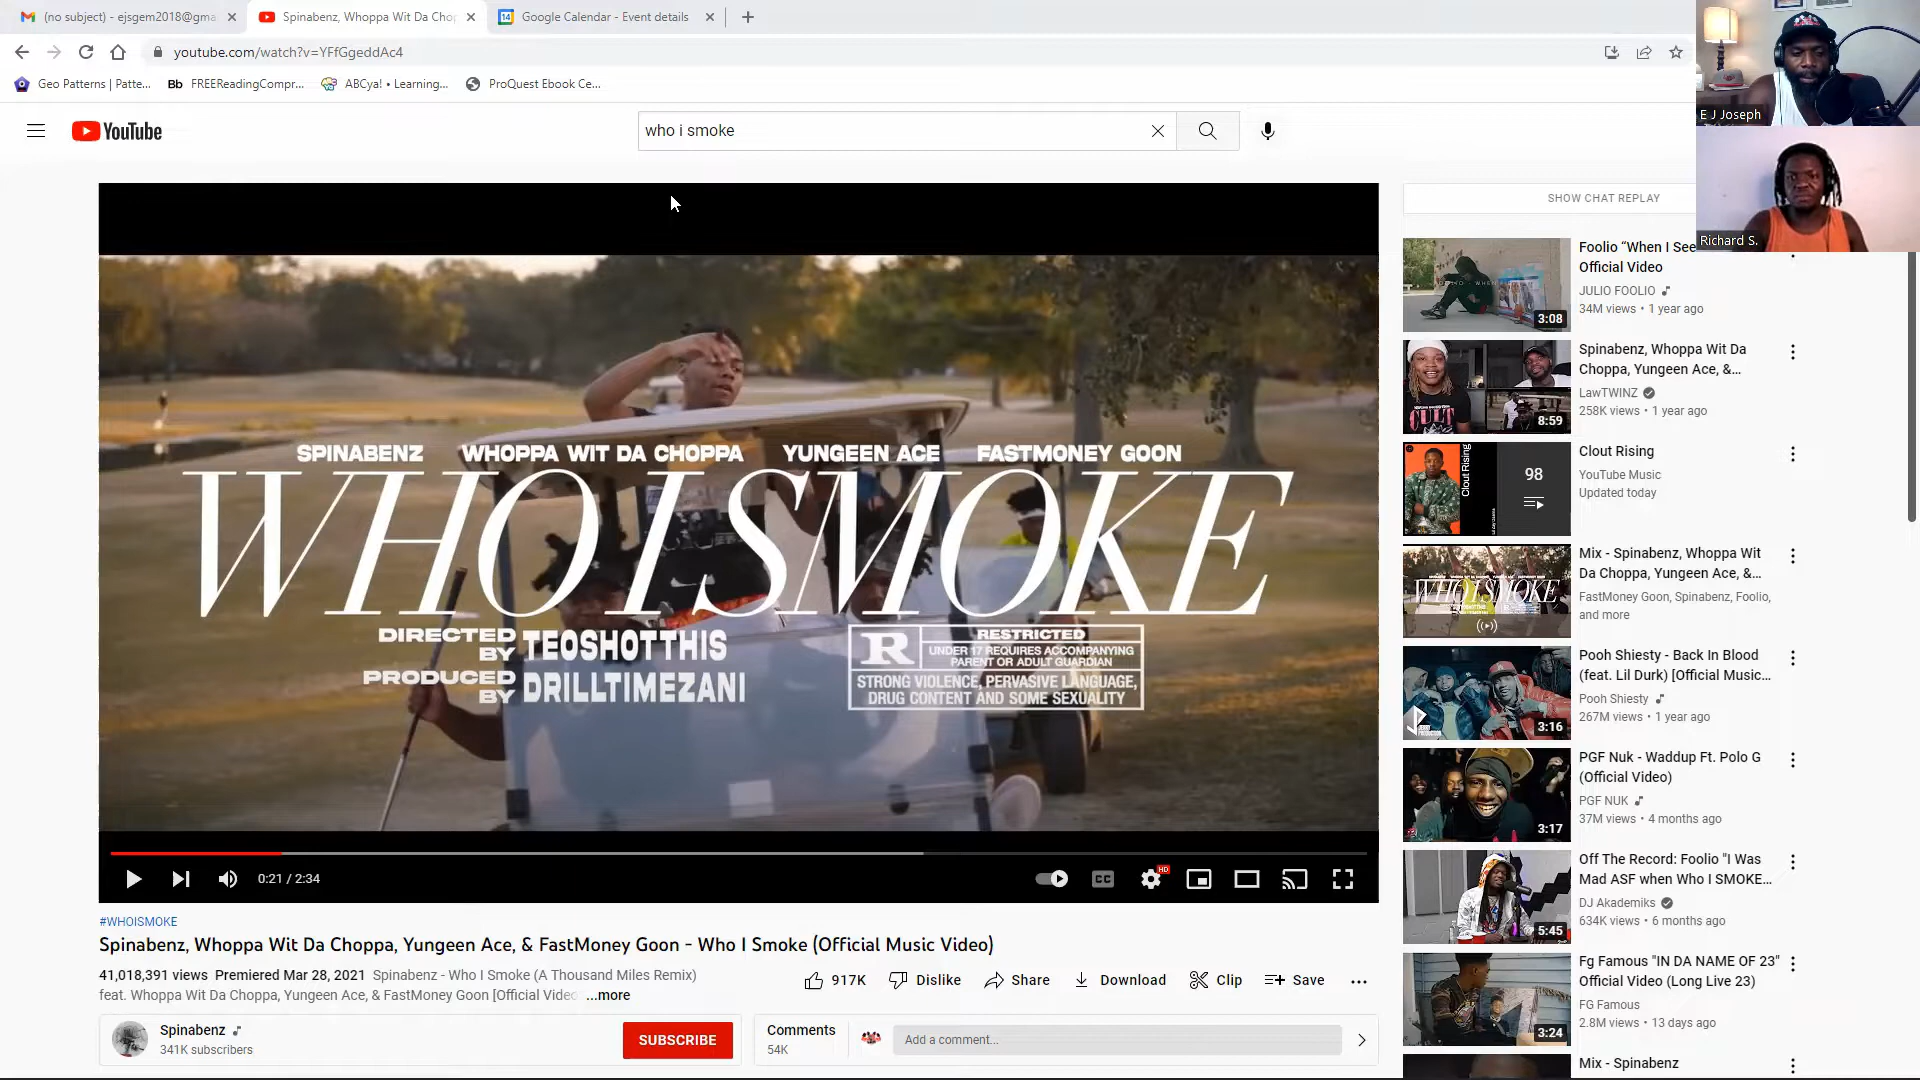 (no subject) - ejsgem2018@gma
Spinabenz, Whoppa Wit Da Chop
Google Calendar - Event details
youtube.com/watch?v=YFfGgeddAc4
Geo Patterns | Patte...
Bb FREEReadingCompr...
ABCya! • Learning...
ProQuest Ebook Ce...
E J Joseph
YouTube
who i smoke
Richard S.
SHOW CHAT REPLAY
SPINABENZ WHOPPA WIT DA CHOPPA YUNGEEN ACE FASTMONEY GOON
WHO I SMOKE
DIRECTED BY TEOSHOTTHIS
PRODUCED BY DRILLTIMEZANI
R RESTRICTED
UNDER 17 REQUIRES ACCOMPANYING
PARENT OR ADULT GUARDIAN
STRONG VIOLENCE, PERVASIVE LANGUAGE,
DRUG CONTENT AND SOME SEXUALITY
0:21 / 2:34
CC
HD
#WHOISMOKE
Spinabenz, Whoppa Wit Da Choppa, Yungeen Ace, & FastMoney Goon - Who I Smoke (Official Music Video)
41,018,391 views Premiered Mar 28, 2021 Spinabenz - Who I Smoke (A Thousand Miles Remix)
feat. Whoppa Wit Da Choppa, Yungeen Ace, & FastMoney Goon [Official Video ...more
917K Dislike Share Download Clip Save
Spinabenz
341K subscribers
SUBSCRIBE
Comments
54K
Add a comment...
Foolio “When I See
Official Video
JULIO FOOLIO
34M views • 1 year ago
3:08
Spinabenz, Whoppa Wit Da
Choppa, Yungeen Ace, &...
LawTWINZ
258K views • 1 year ago
CULT
8:59
Clout Rising
YouTube Music
Updated today
Clout Rising
98
Mix - Spinabenz, Whoppa Wit
Da Choppa, Yungeen Ace, &...
FastMoney Goon, Spinabenz, Foolio,
and more
WHO I SMOKE
Pooh Shiesty - Back In Blood
(feat. Lil Durk) [Official Music...
Pooh Shiesty
267M views • 1 year ago
3:16
PGF Nuk - Waddup Ft. Polo G
(Official Video)
PGF NUK
37M views • 4 months ago
3:17
Off The Record: Foolio "I Was
Mad ASF when Who I SMOKE...
DJ Akademiks
634K views • 6 months ago
5:45
Fg Famous "IN DA NAME OF 23"
Official Video (Long Live 23)
FG Famous
2.8M views • 13 days ago
3:24
Mix - Spinabenz